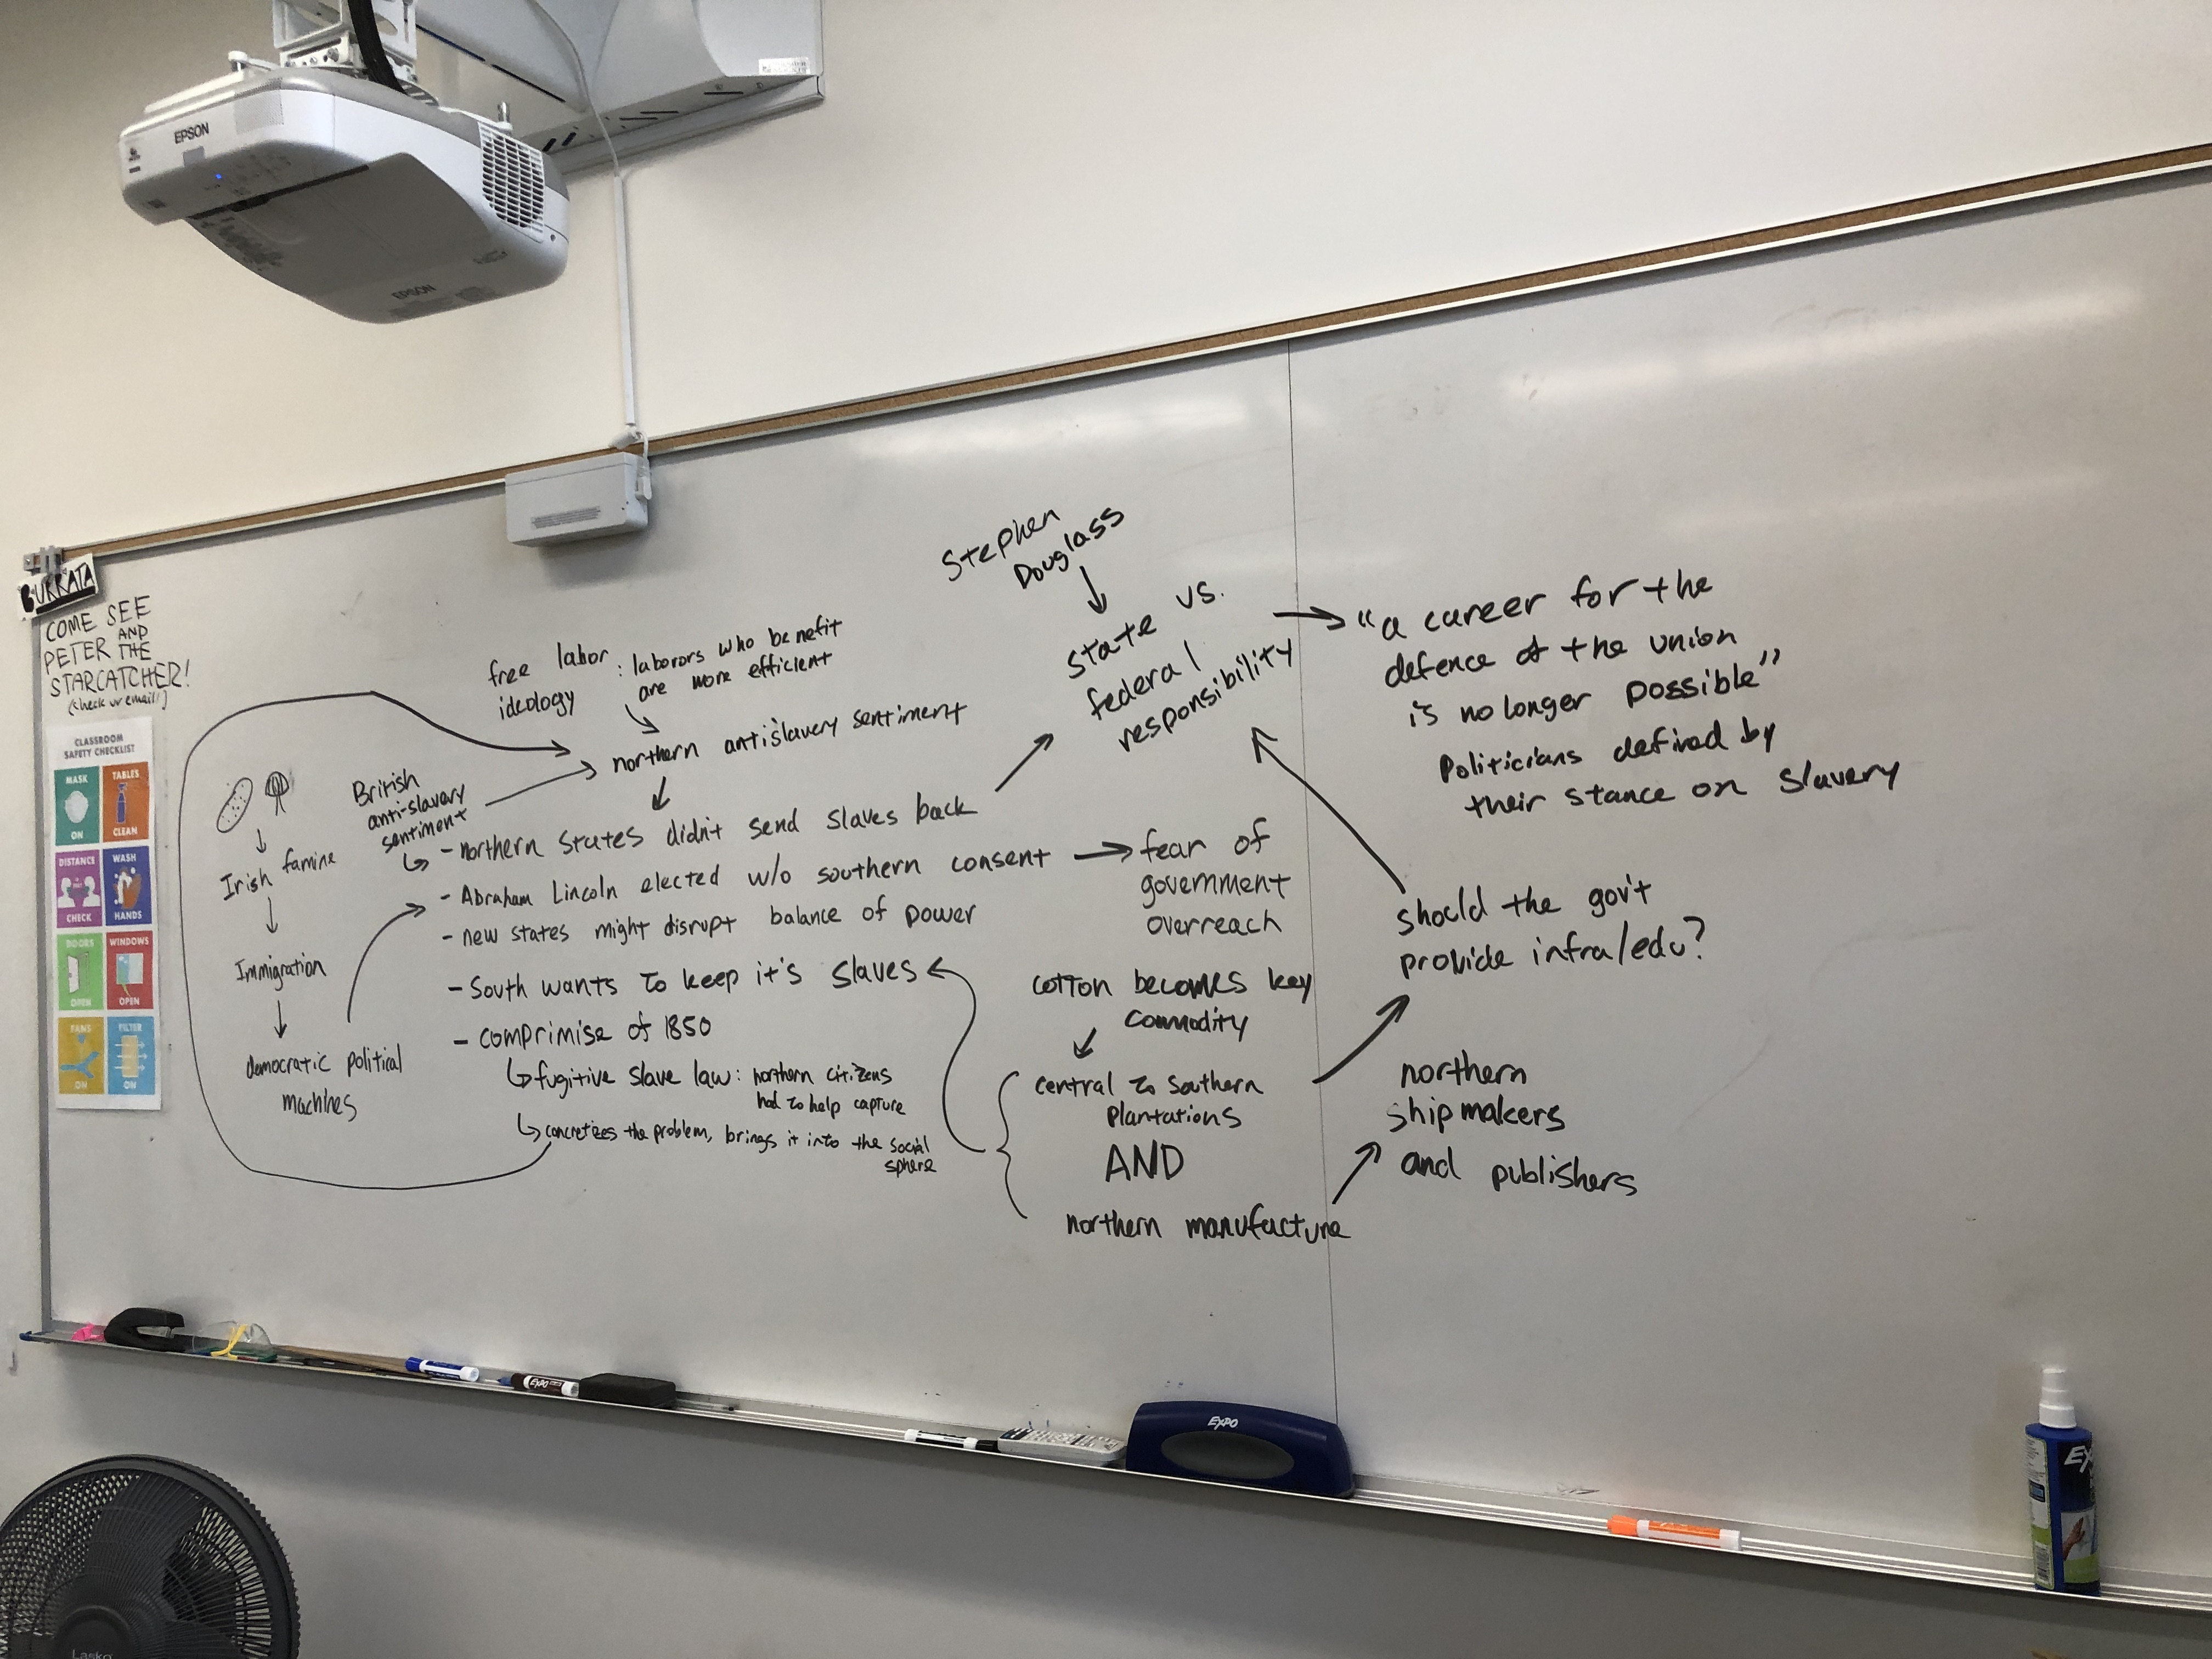 EPSON
EPSON
BURRATA
COME SEE
PETER AND
THE
STARCATCHER!
(check ur email!)
CLASSROOM
SAFETY CHECKLIST
MASK
ON
TABLES
CLEAN
DISTANCE
CHECK
WASH
HANDS
DOORS
OPEN
WINDOWS
OPEN
FANS
ON
FILTER
ON
Irish famine
Immigration
democratic political
machines
British
anti-slavery
sentiment
free labor : laborors who benefit
ideology are more efficient
northern antislavery sentiment
- northern states didn't send slaves back
- Abraham Lincoln elected w/o southern consent
- new states might disrupt balance of power
- South wants to keep it's slaves
- comprimise of 1850
fugitive slave law: northern citizens
had to help capture
concretizes the problem, brings it into the social
sphere
Stephen
Douglass
state vs.
federal
responsibility
"a career for the
defence of the union
is no longer possible"
Politicians defined by
their stance on slavery
fear of
government
overreach
cotton becomes key
commodity
central to southern
plantations
AND
northern manufacture
should the gov't
provide infra/edu?
northern
shipmakers
and publishers
EXPO
EXPO
Lasko